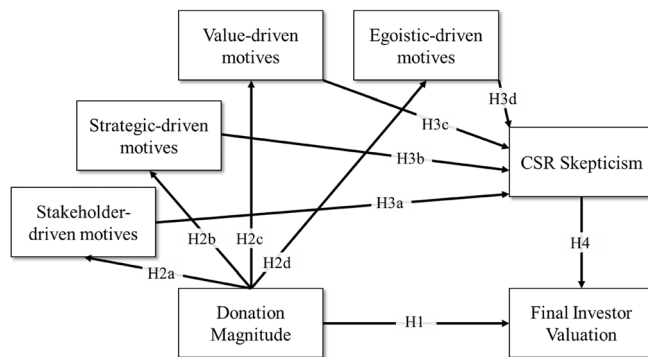 Value-driven
motives
Egoistic-driven
motives
H3d
Strategic-driven
motives
H3c
CSR Skepticism
H3b
Stakeholder-
driven motives
H3a
H2b
H2c
H2d
H4
H2a
Donation
Magnitude
H1
Final Investor
Valuation